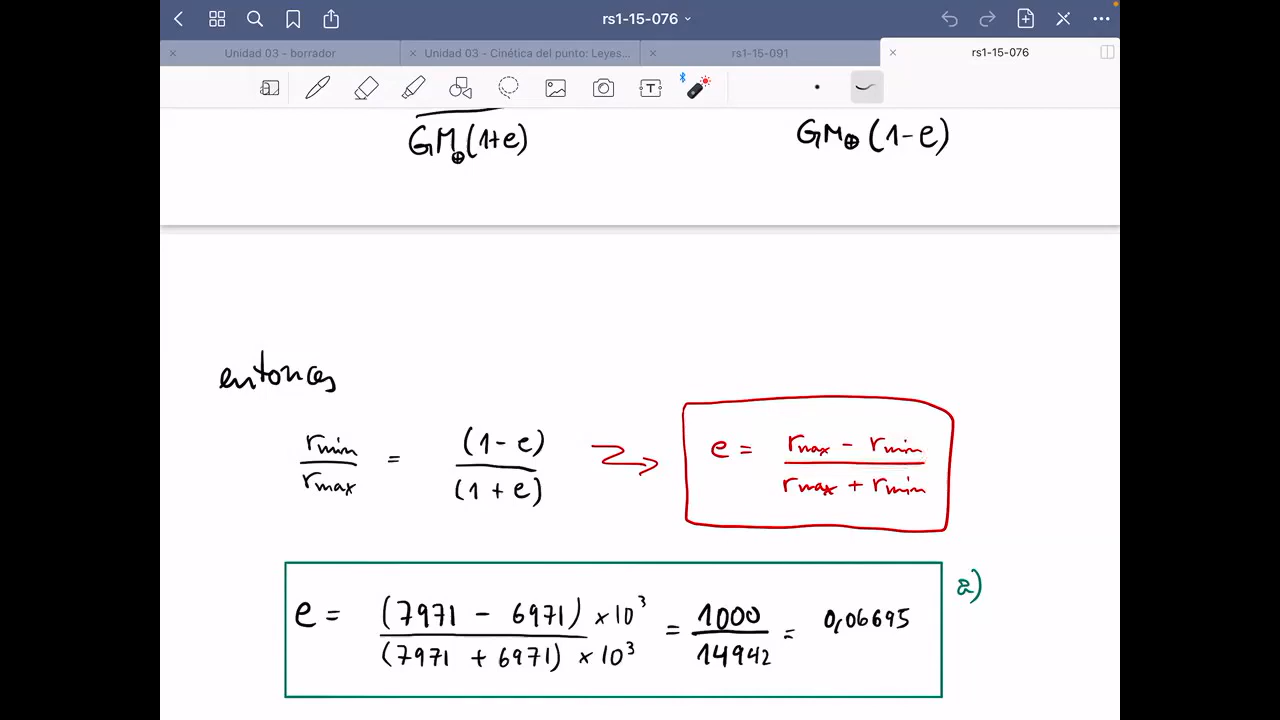 rs1-15-076
Unidad 03 - borrador
Unidad 03 - Cinética del punto: Leyes...
rs1-15-091
rs1-15-076
GM⊕(1+e)
GM⊕(1-e)
entonces
rmin / rmax = (1-e) / (1+e)
e = rmax - rmin / rmax + rmin
a)
e = (7971 - 6971) × 10³ / (7971 + 6971) × 10³ = 1000 / 14942 = 0,06695